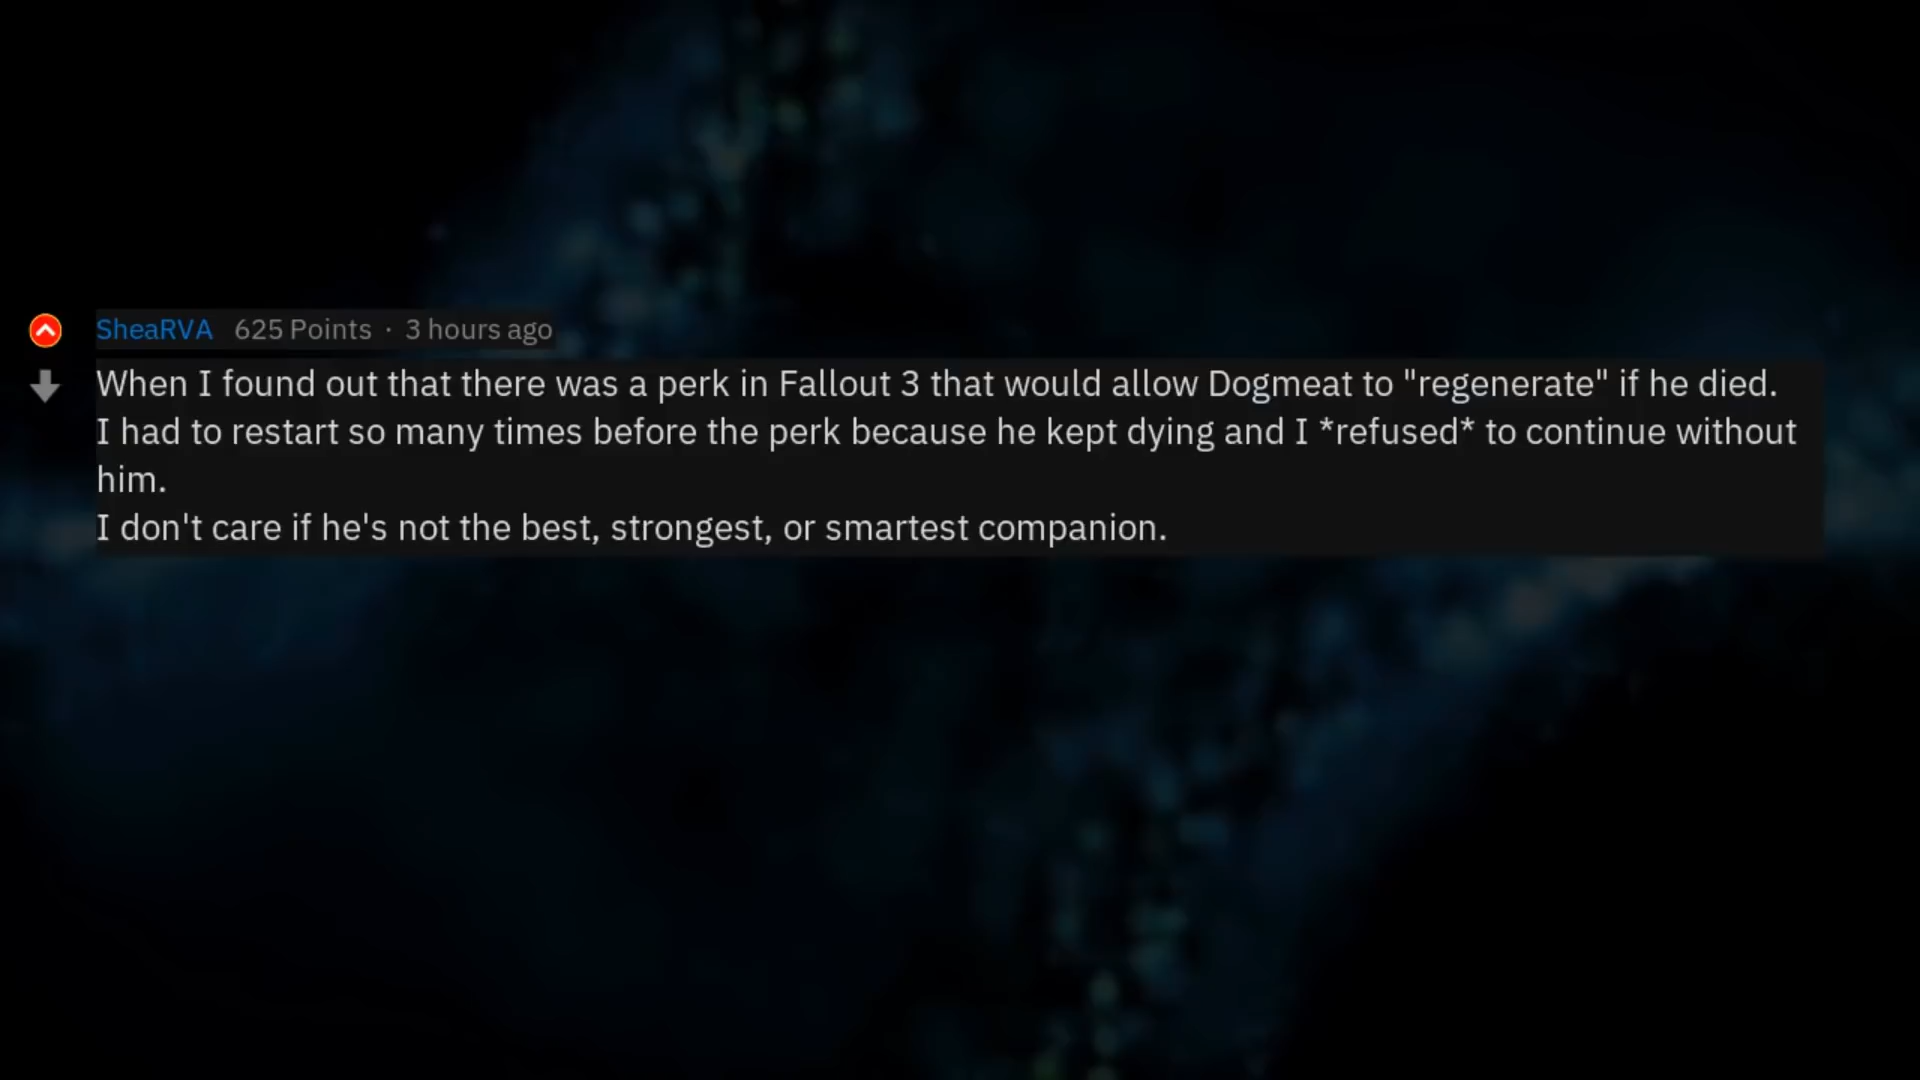 SheaRVA 625 Points · 3 hours ago
When I found out that there was a perk in Fallout 3 that would allow Dogmeat to "regenerate" if he died.
I had to restart so many times before the perk because he kept dying and I *refused* to continue without
him.
I don't care if he's not the best, strongest, or smartest companion.